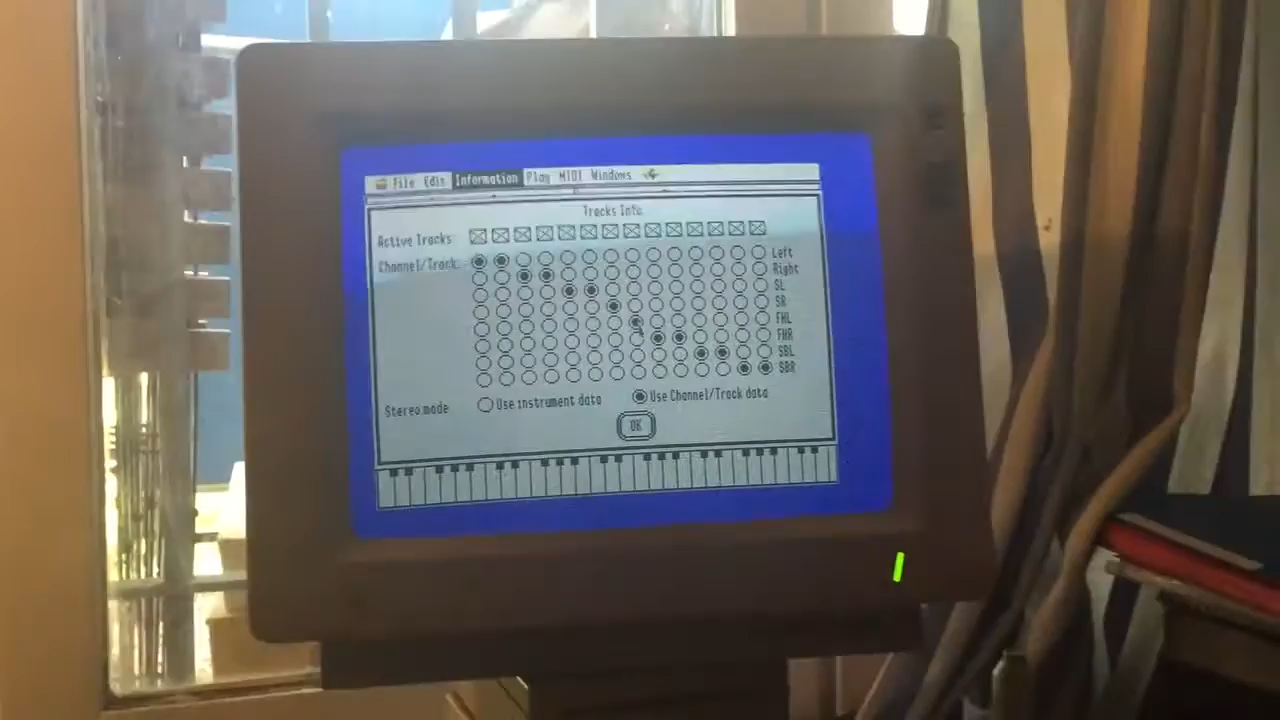 File Edit Information Play MIDI Windows
Tracks Info.
Active Tracks:
Channel/Track: Left
Right
SL
SR
FHL
FHR
SBL
SBR
Stereo mode Use instrument data Use Channel/Track data
OK